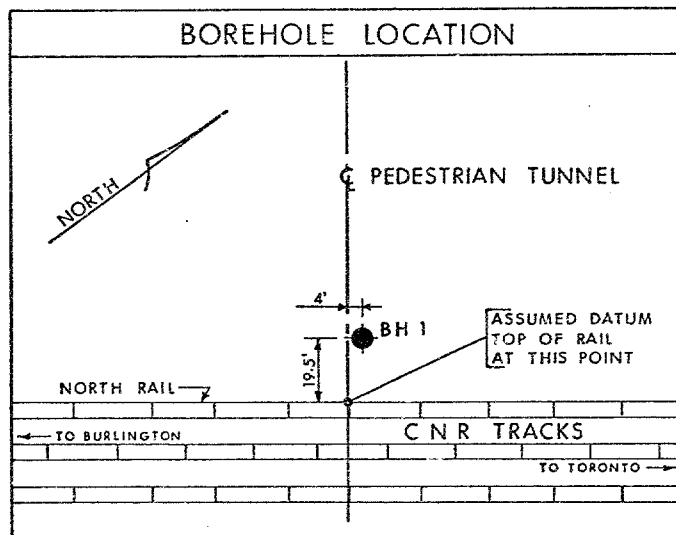 BOREHOLE LOCATION
NORTH
℄ PEDESTRIAN TUNNEL
4'
BH 1
19.5'
ASSUMED DATUM
TOP OF RAIL
AT THIS POINT
NORTH RAIL
TO BURLINGTON
C N R TRACKS
TO TORONTO